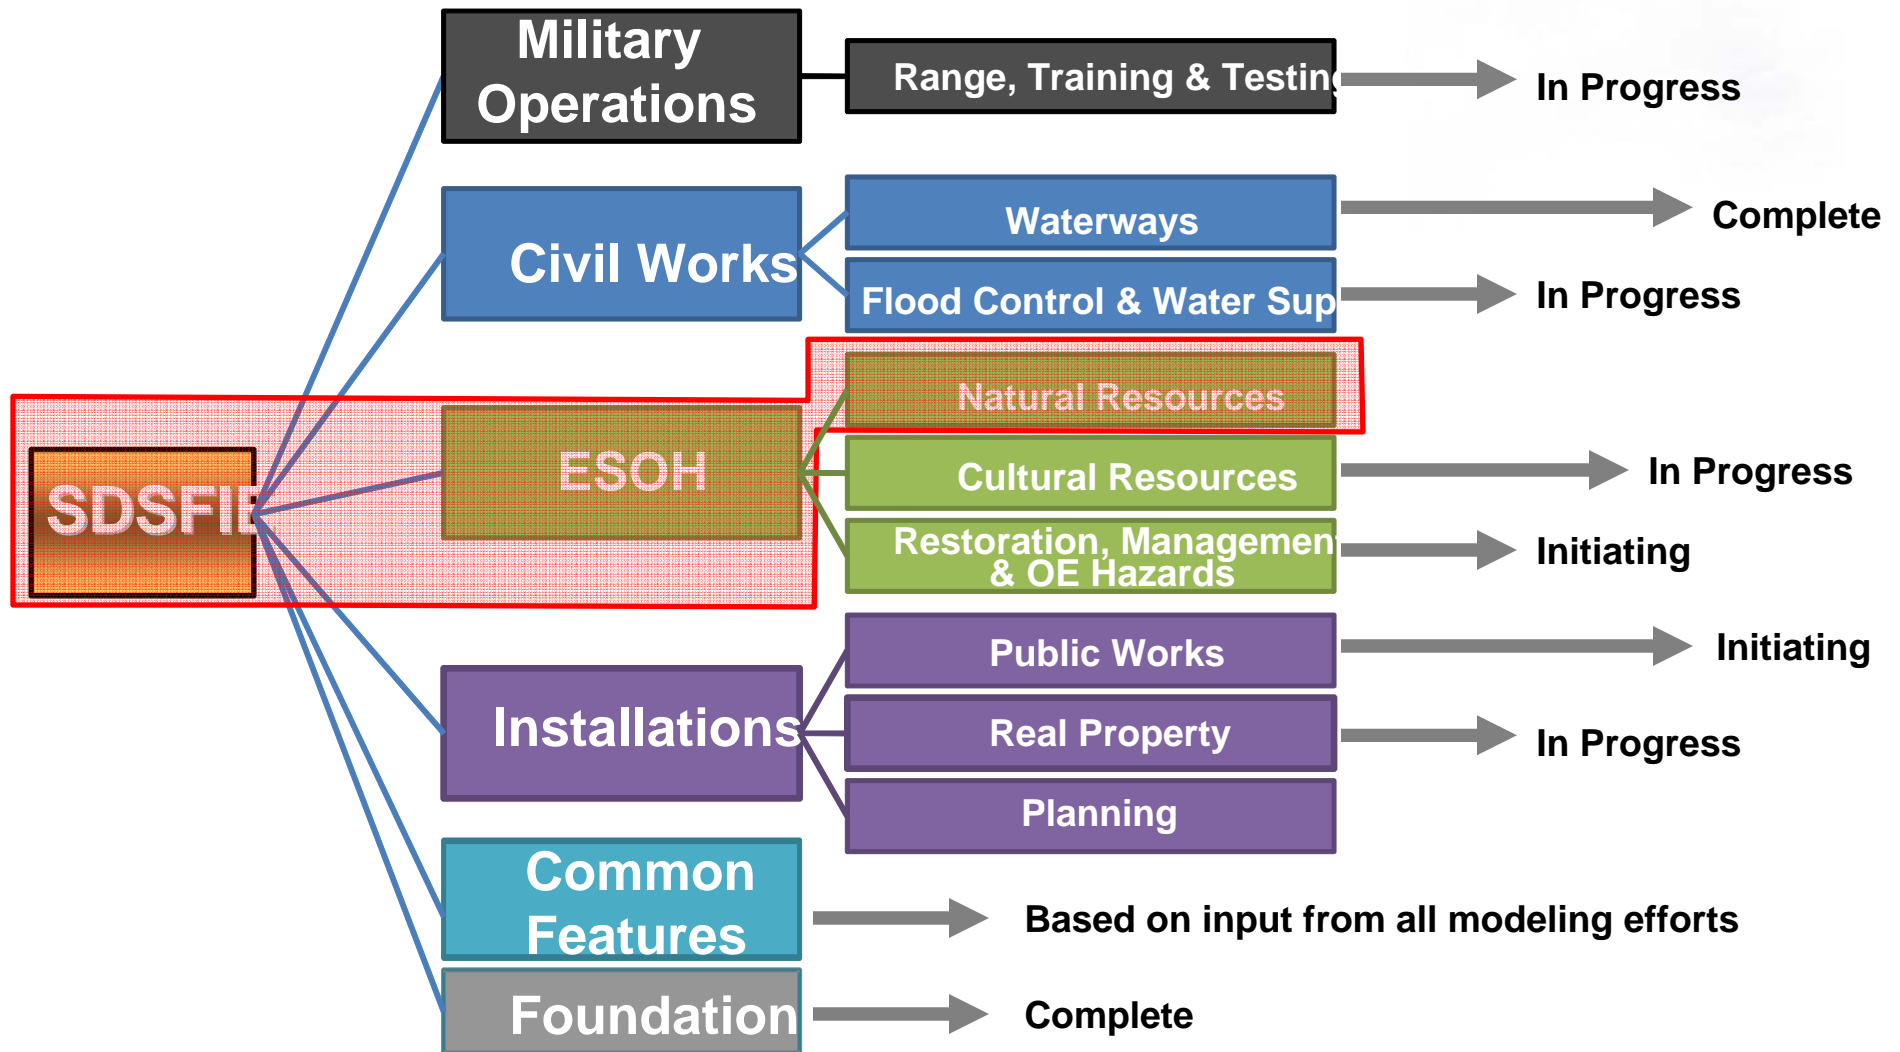 Military
Operations
Range, Training & Testing
In Progress
Civil Works
Waterways
Complete
Flood Control & Water Sup
In Progress
SDSFIE
ESOH
Natural Resources
Cultural Resources
In Progress
Restoration, Management
& OE Hazards
Initiating
Installations
Public Works
Initiating
Real Property
In Progress
Planning
Common
Features
Based on input from all modeling efforts
Foundation
Complete